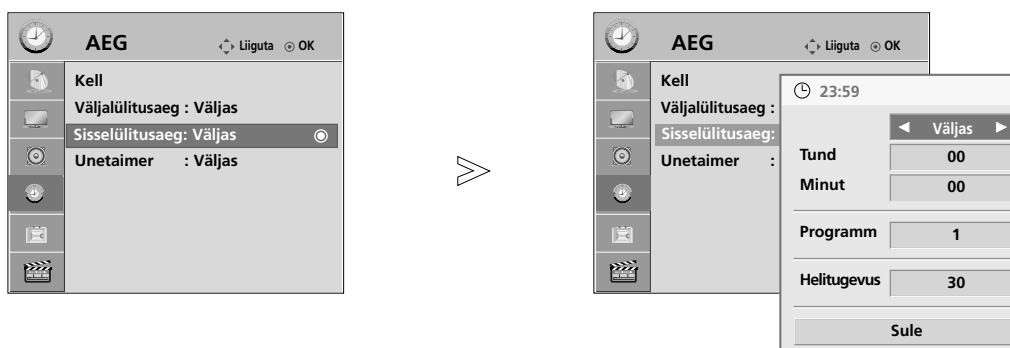 AEG Liiguta OK
Kell
Väljalülitusaeg : Väljas
Sisselülitusaeg: Väljas
Unetaimer : Väljas
AEG Liiguta OK
Kell
Väljalülitusaeg :
Sisselülitusaeg:
Unetaimer :
23:59
Väljas
Tund 00
Minut 00
Programm 1
Helitugevus 30
Sule